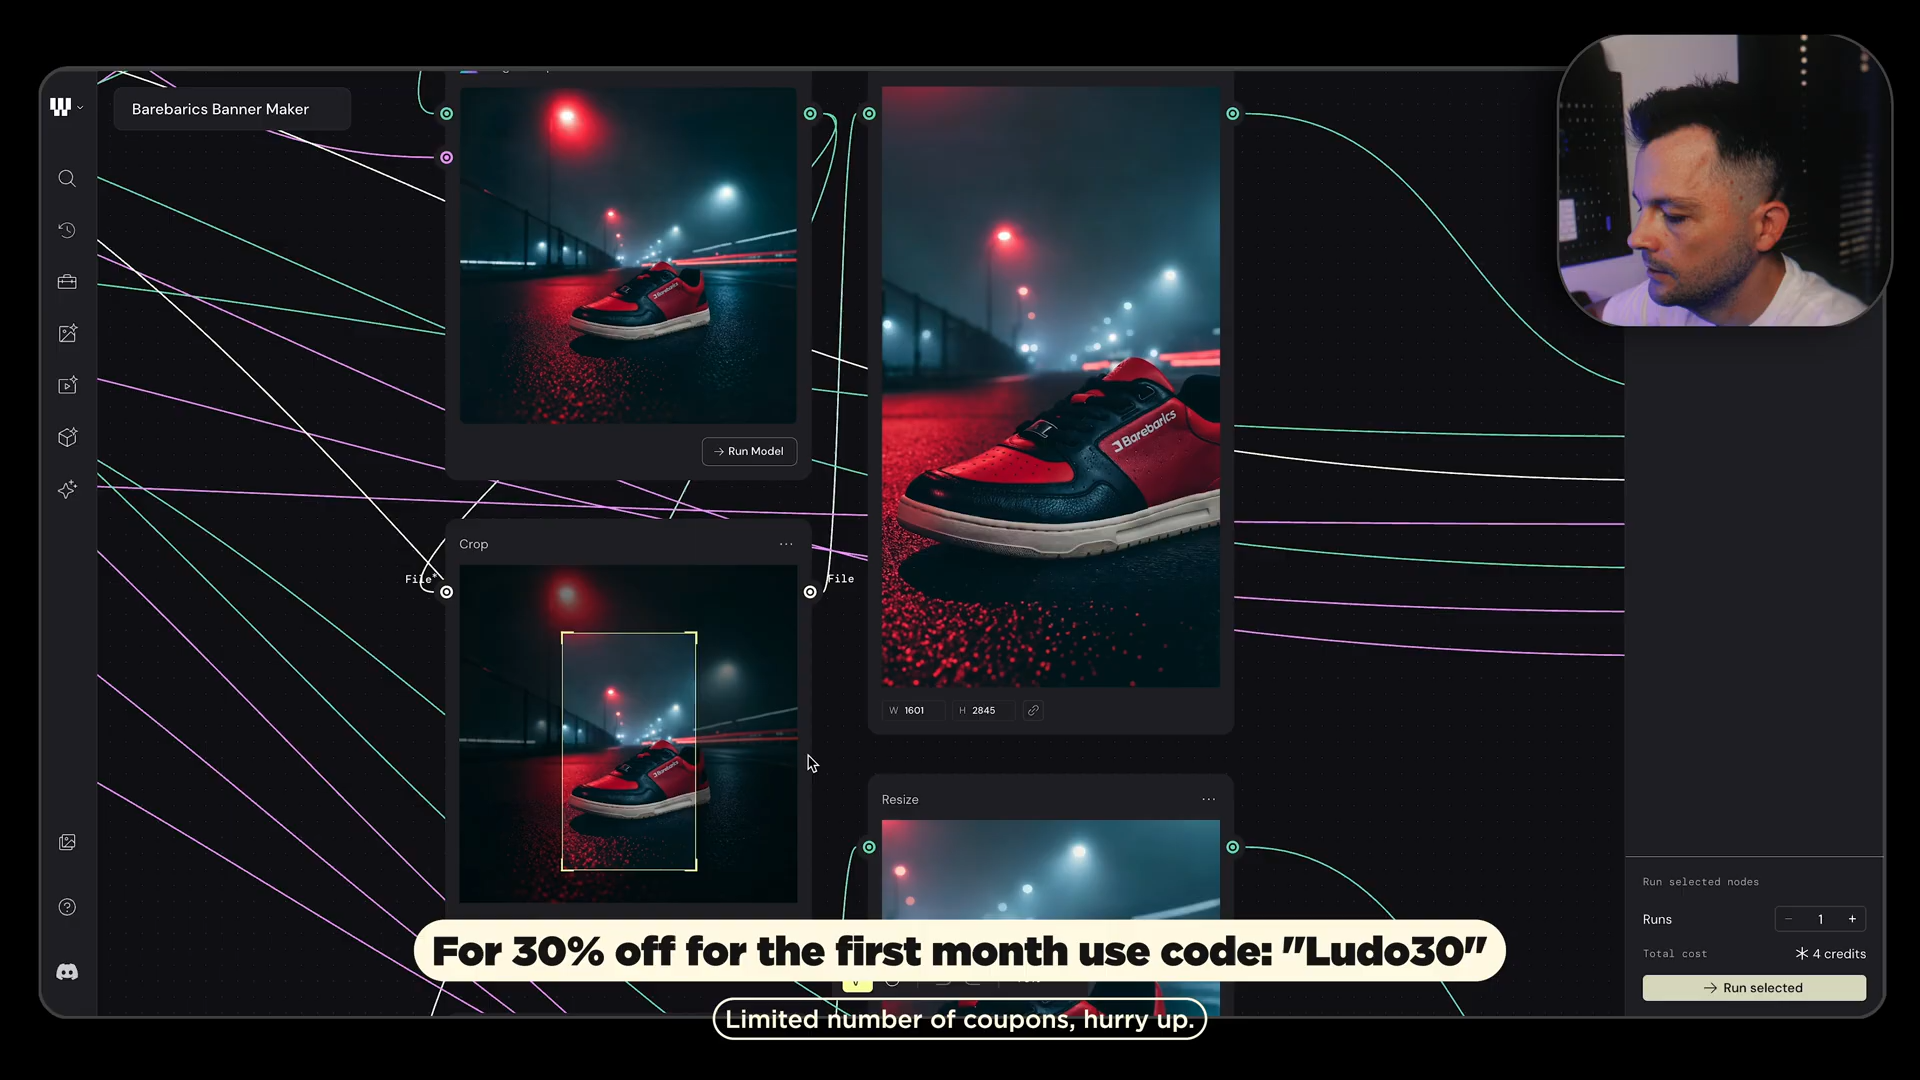 Barebarics Banner Maker
Barebarics
Run Model
Barebarics
Crop
File*
File
Barebarics
W 1601 H 2845
Resize
Run selected nodes
Runs
1
Total cost
4 credits
Run selected
For 30% off for the first month use code: "Ludo30"
Limited number of coupons, hurry up.